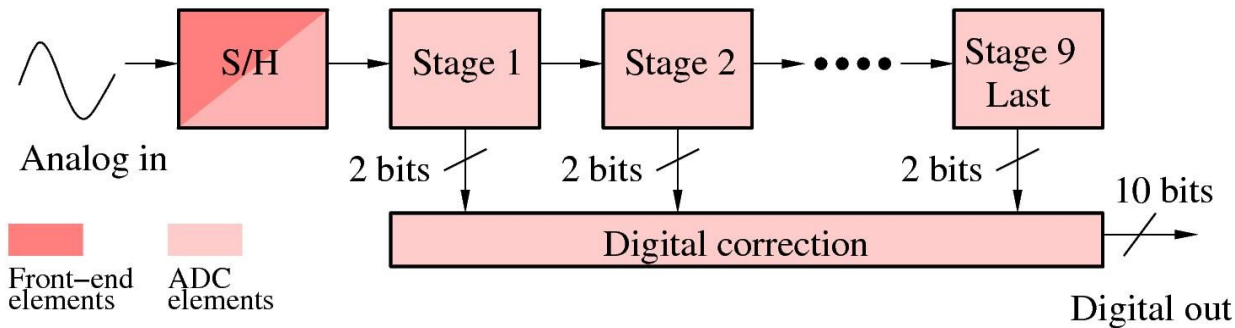 S/H
Stage 1
Stage 2
Stage 9
Last
Analog in
2 bits
2 bits
2 bits
10 bits
Digital correction
Front-end
elements
ADC
elements
Digital out